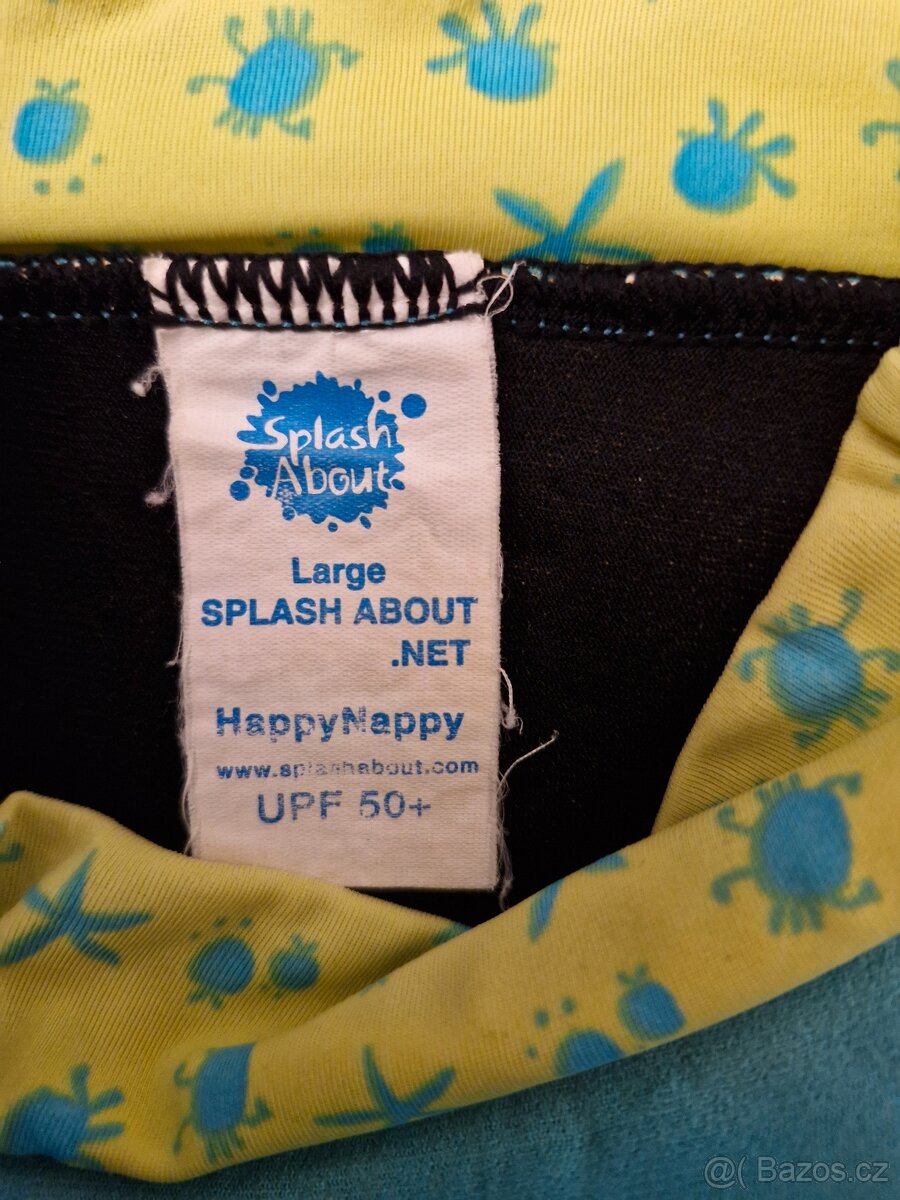 Splash
About
Large
SPLASH ABOUT
.NET
HappyNappy
www.splashabout.com
UPF 50+
@( Bazos.cz